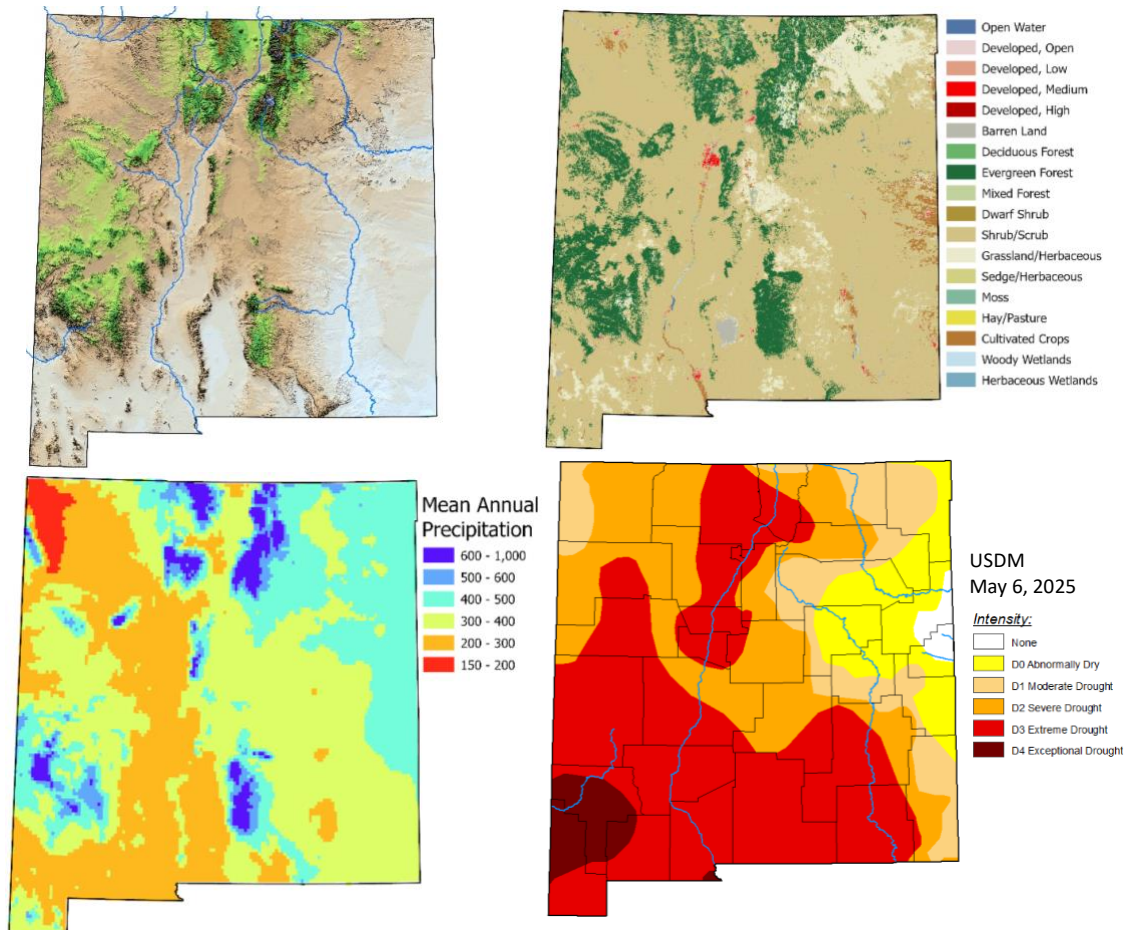 Open Water
Developed, Open
Developed, Low
Developed, Medium
Developed, High
Barren Land
Deciduous Forest
Evergreen Forest
Mixed Forest
Dwarf Shrub
Shrub/Scrub
Grassland/Herbaceous
Sedge/Herbaceous
Moss
Hay/Pasture
Cultivated Crops
Woody Wetlands
Herbaceous Wetlands
Mean Annual
Precipitation
600 - 1,000
500 - 600
400 - 500
300 - 400
200 - 300
150 - 200
USDM
May 6, 2025
Intensity:
None
D0 Abnormally Dry
D1 Moderate Drought
D2 Severe Drought
D3 Extreme Drought
D4 Exceptional Drought